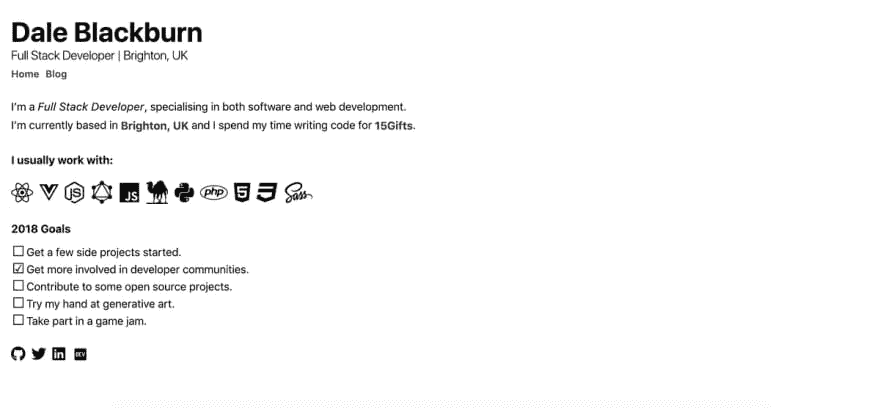 Dale Blackburn
Full Stack Developer | Brighton, UK
Home Blog
I'm a Full Stack Developer, specialising in both software and web development.
I'm currently based in Brighton, UK and I spend my time writing code for 15Gifts.
I usually work with:
JS JS php 5 3 Sass
2018 Goals
☐ Get a few side projects started.
☑ Get more involved in developer communities.
☐ Contribute to some open source projects.
☐ Try my hand at generative art.
☐ Take part in a game jam.
in DEV